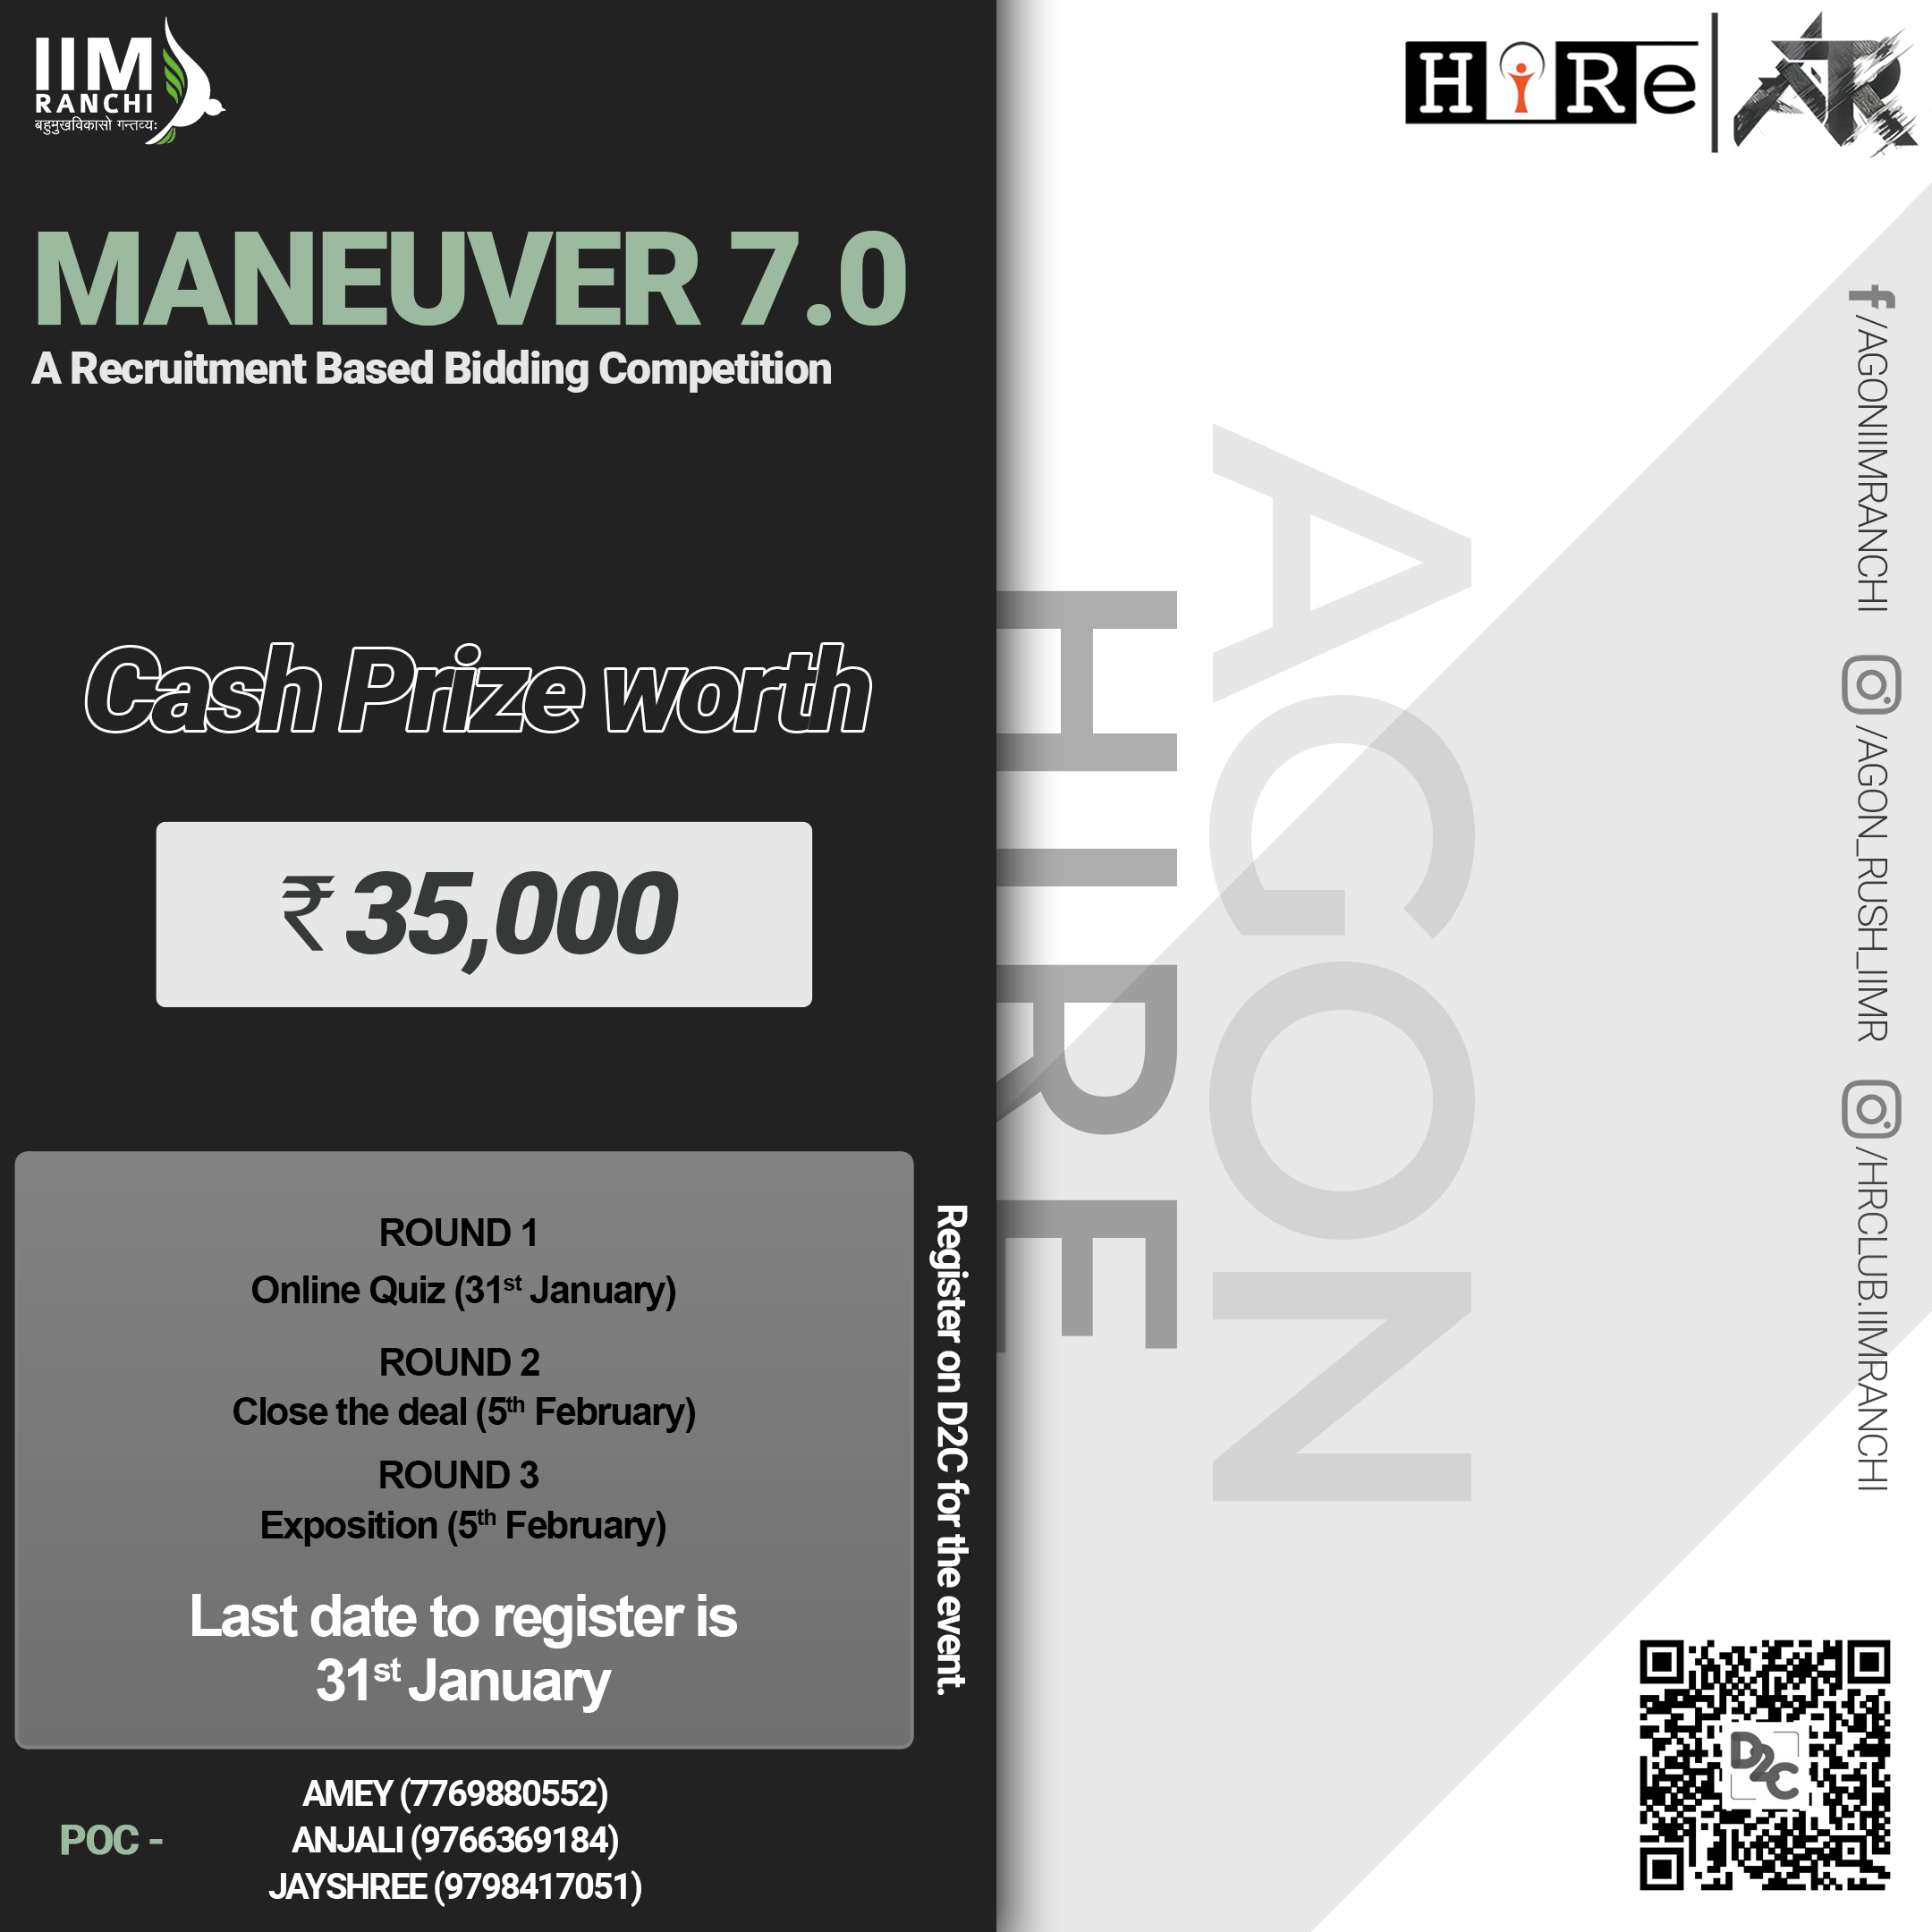 IIM
RANCHI
बहुमुखविकासो गन्तव्यः
HiRe
AR
MANEUVER 7.0
A Recruitment Based Bidding Competition
Cash Prize worth
₹ 35,000
ROUND 1
Online Quiz (31st January)
ROUND 2
Close the deal (5th February)
ROUND 3
Exposition (5th February)
Last date to register is
31st January
Register on D2C for the event.
POC -
AMEY (7769880552)
ANJALI (9766369184)
JAYSHREE (9798417051)
HIRE
AGON
/AGONIIMRANCHI
/AGON_RUSH_IIMR
/HRCLUB.IIMRANCHI
D2C